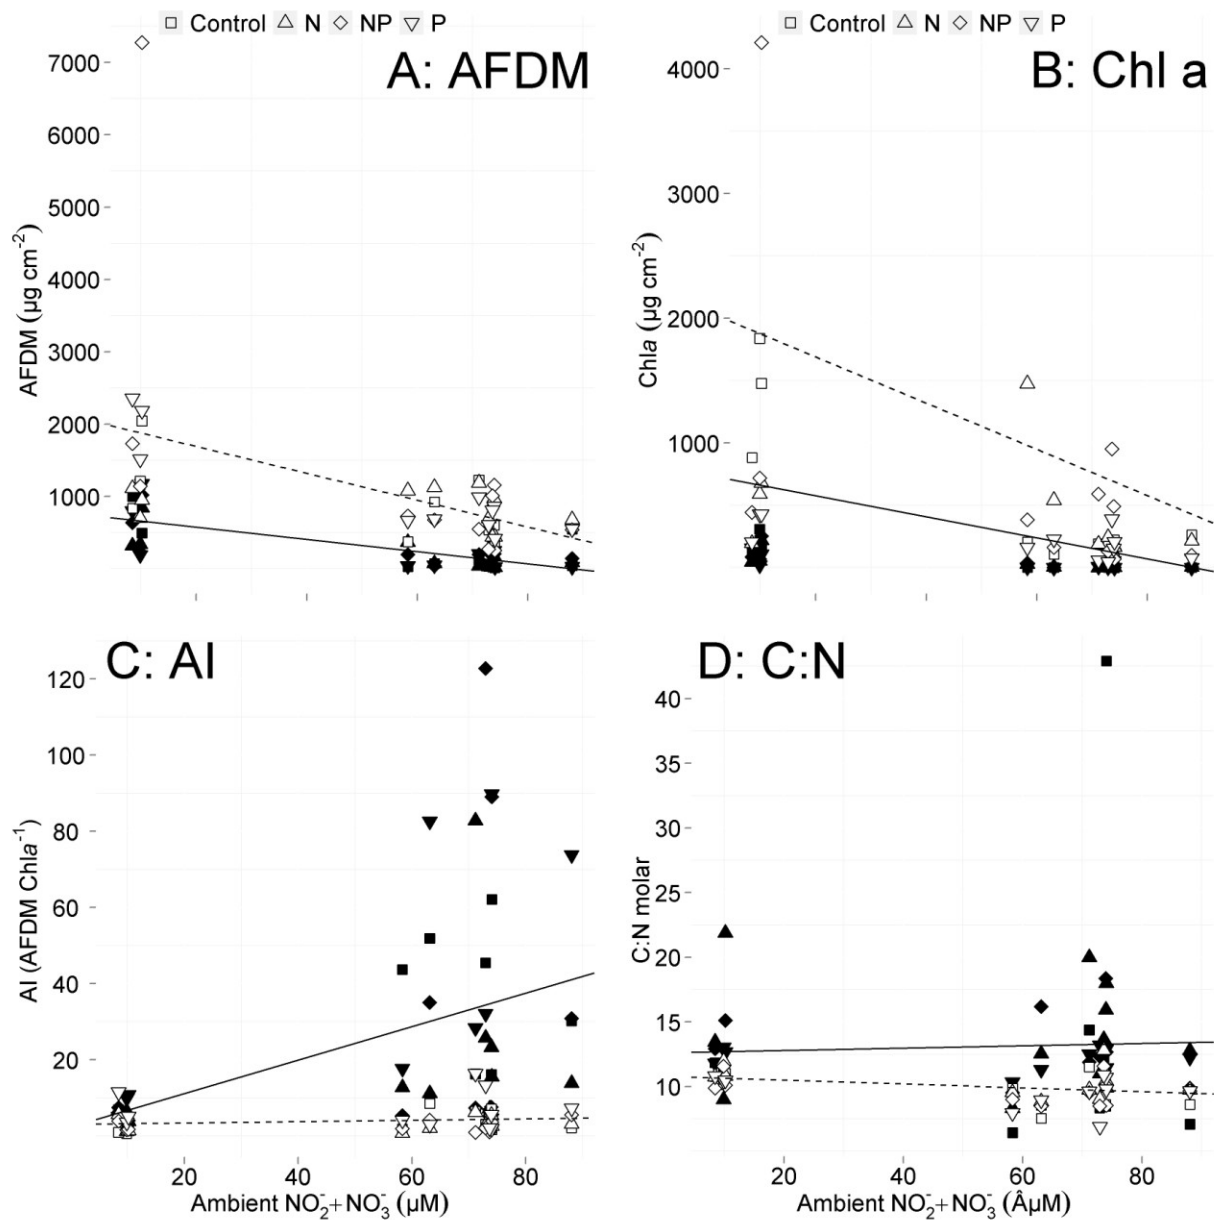 Control N NP P
A: AFDM
7000
6000
5000
4000
3000
2000
1000
AFDM (µg cm⁻²)
Control N NP P
B: Chl a
4000
3000
2000
1000
Chla (µg cm⁻²)
C: AI
120
100
80
60
40
20
AI (AFDM Chla⁻¹)
20 40 60 80
Ambient NO₂⁻+ NO₃⁻ (µM)
D: C:N
40
35
30
25
20
15
10
C:N molar
20 40 60 80
Ambient NO₂⁻+ NO₃⁻ (ÂµM)